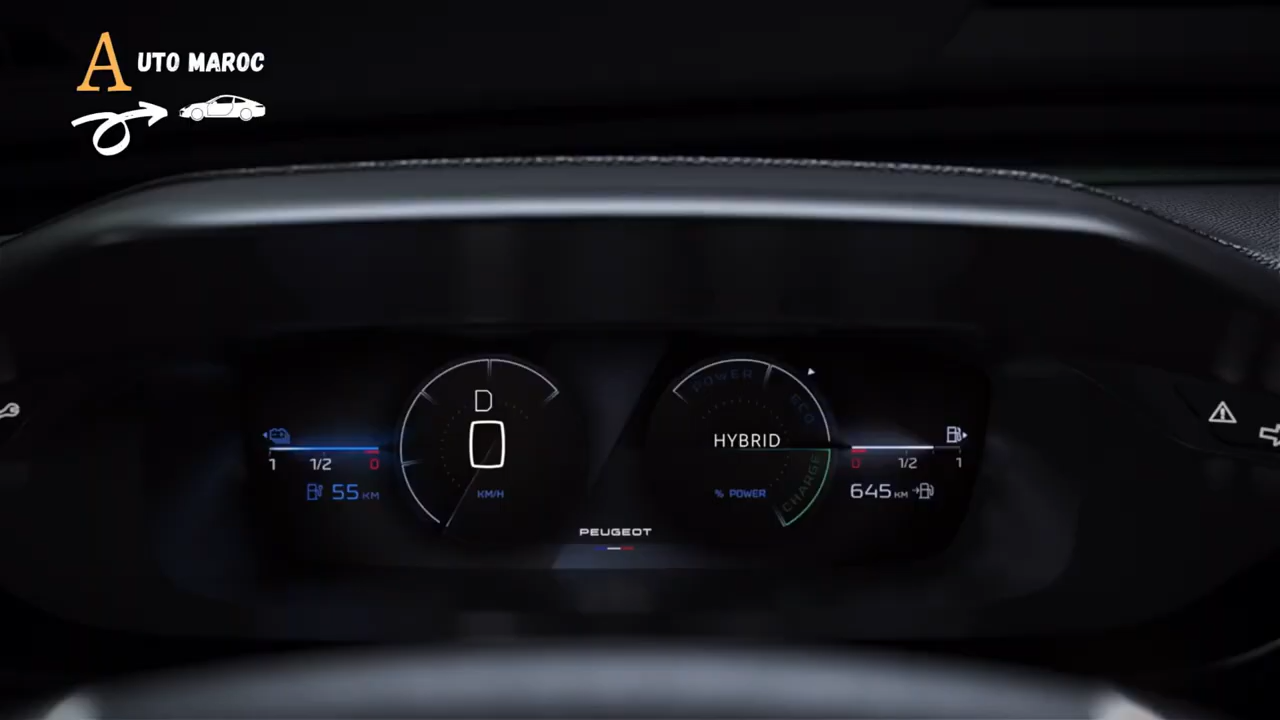 AUTO MAROC
D
0
KM/H
1 1/2 0
55 KM
POWER
ECO
CHARGE
HYBRID
% POWER
0 1/2 1
645 KM
PEUGEOT